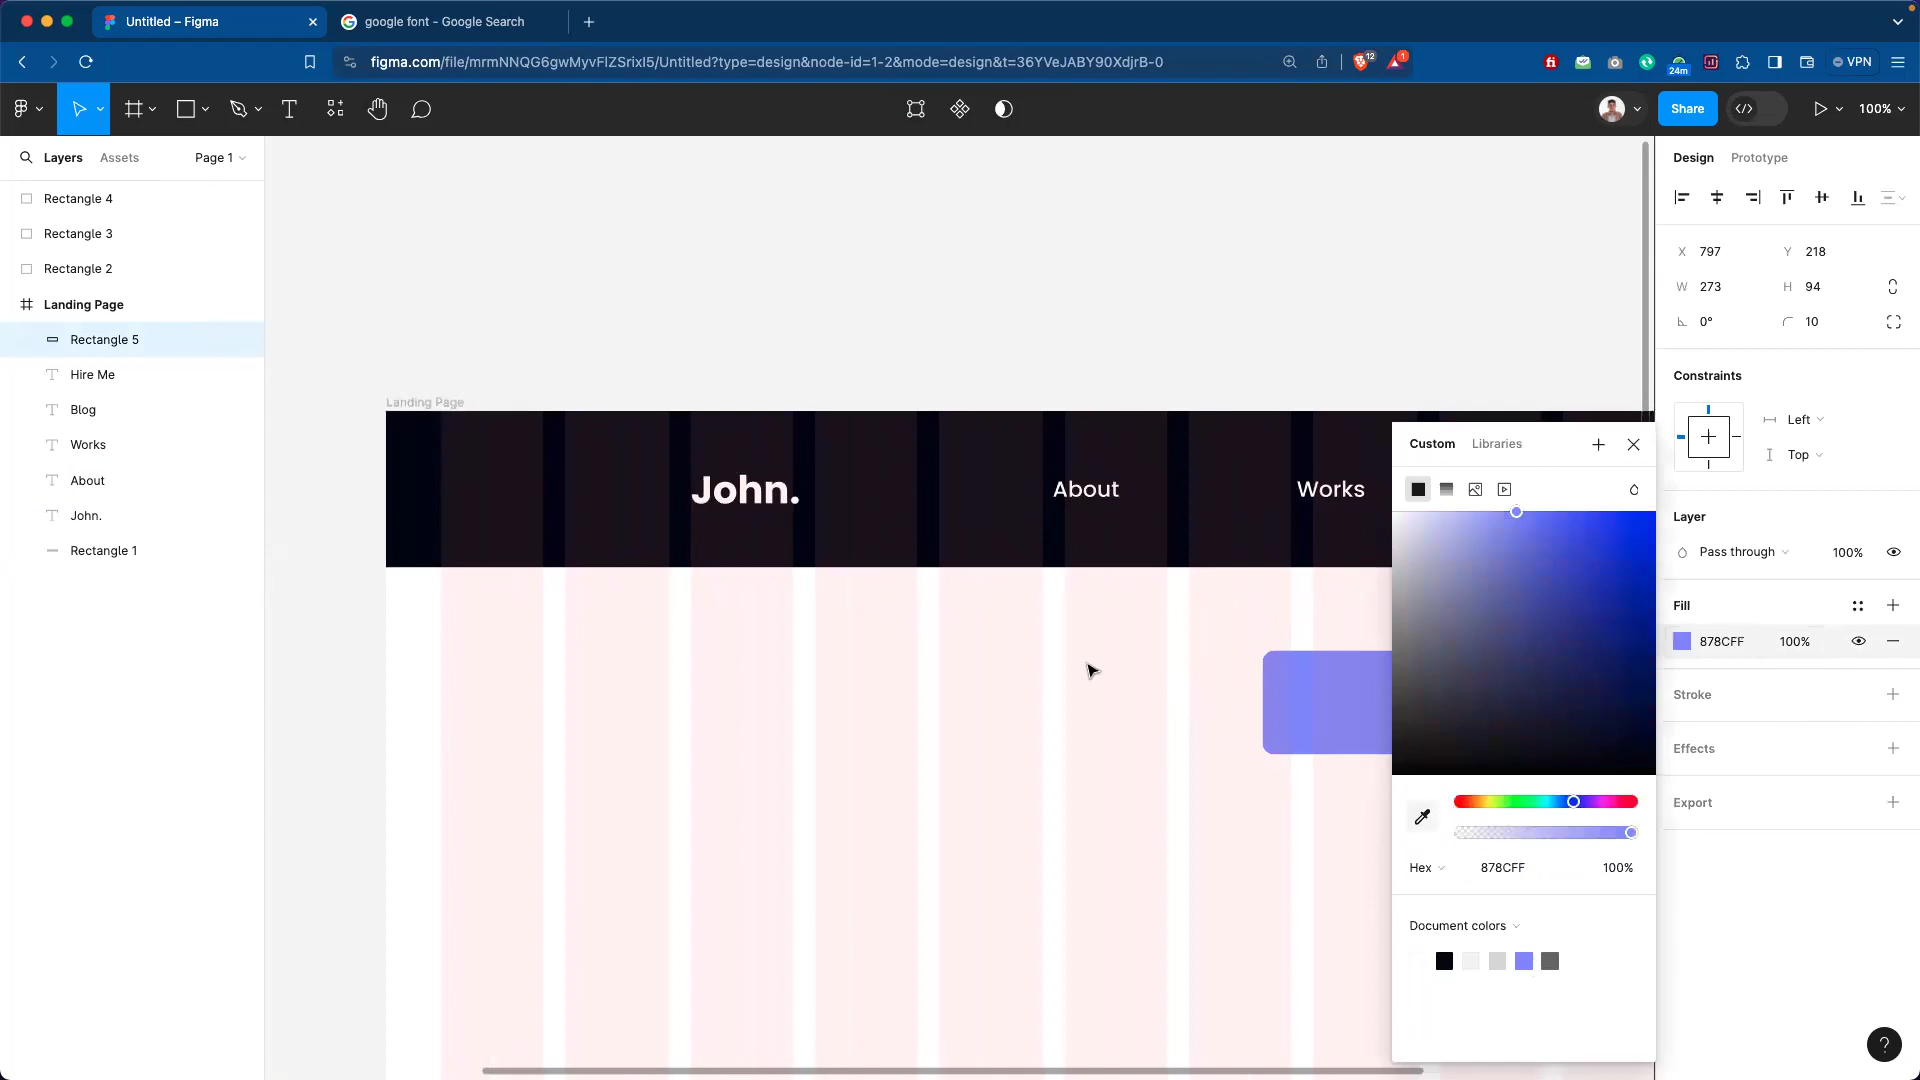 Untitled – Figma
google font - Google Search
figma.com/file/mrmNNQG6gwMyvFlZSrixI5/Untitled?type=design&node-id=1-2&mode=design&t=36YVeJABY90XdjrB-0
12
1
24m
VPN
Share
100%
Layers
Assets
Page 1
Rectangle 4
Rectangle 3
Rectangle 2
Landing Page
Rectangle 5
Hire Me
Blog
Works
About
John.
Rectangle 1
Landing Page
John.
About
Works
Custom
Libraries
Hex
878CFF
100%
Document colors
Design
Prototype
X 797
Y 218
W 273
H 94
0°
10
Constraints
Left
Top
Layer
Pass through
100%
Fill
878CFF
100%
Stroke
Effects
Export
?